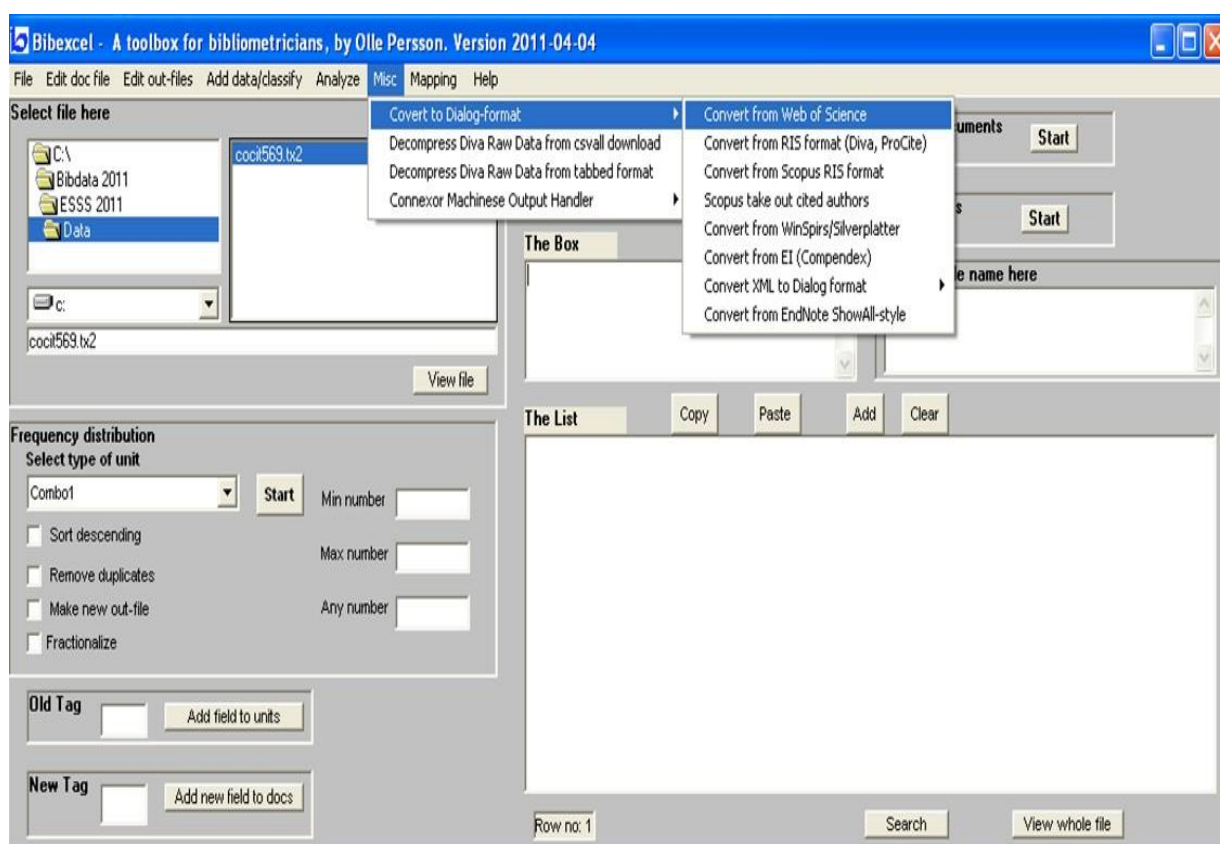 Bibexcel - A toolbox for bibliometricians, by Olle Persson. Version 2011-04-04
File Edit doc file Edit out-files Add data/classify Analyze Misc Mapping Help
Select file here
C:\
Bibdata 2011
ESSS 2011
Data
cocit569.tx2
c:
cocit569.tx2
View file
Covert to Dialog-format
Decompress Diva Raw Data from csvall download
Decompress Diva Raw Data from tabbed format
Connexor Machinese Output Handler
Convert from Web of Science
Convert from RIS format (Diva, ProCite)
Convert from Scopus RIS format
Scopus take out cited authors
Convert from WinSpirs/Silverplatter
Convert from EI (Compendex)
Convert XML to Dialog format
Convert from EndNote ShowAll-style
uments
Start
s
Start
The Box
e name here
Frequency distribution
Select type of unit
Combo1
Start
Min number
Sort descending
Max number
Remove duplicates
Make new out-file
Any number
Fractionalize
The List
Copy Paste Add Clear
Old Tag
Add field to units
New Tag
Add new field to docs
Row no: 1
Search
View whole file